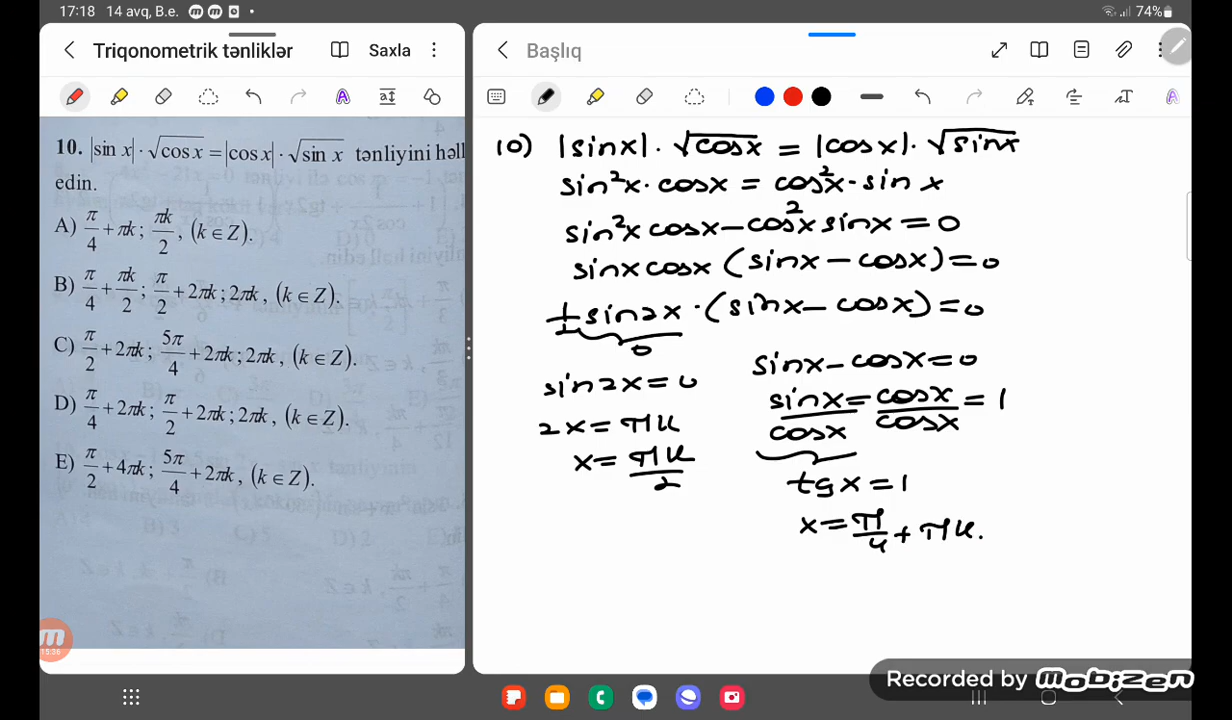 17:18 14 avq, B.e. 74%
Triqonometrik tənliklər Saxla
Başlıq
10. |sin x| · √cos x = |cos x| · √sin x tənliyini həll
edin.
A) π/4 + πk; πk/2, (k ∈ Z).
B) π/4 + πk/2; π/2 + 2πk; 2πk, (k ∈ Z).
C) π/2 + 2πk; 5π/4 + 2πk; 2πk, (k ∈ Z).
D) π/4 + 2πk; π/2 + 2πk; 2πk, (k ∈ Z).
E) π/2 + 4πk; 5π/4 + 2πk, (k ∈ Z).
15:36
10) |sinx| · √cosx = |cosx| · √sinx
sin²x · cosx = cos²x · sinx
sin²x cosx − cos²x sinx = 0
sinx cosx (sinx − cosx) = 0
½ sin2x · (sinx − cosx) = 0
0
sin2x = 0
2x = πk
x = πk/2
sinx − cosx = 0
sinx/cosx = cosx/cosx = 1
tgx = 1
x = π/4 + πk.
Recorded by mobizen